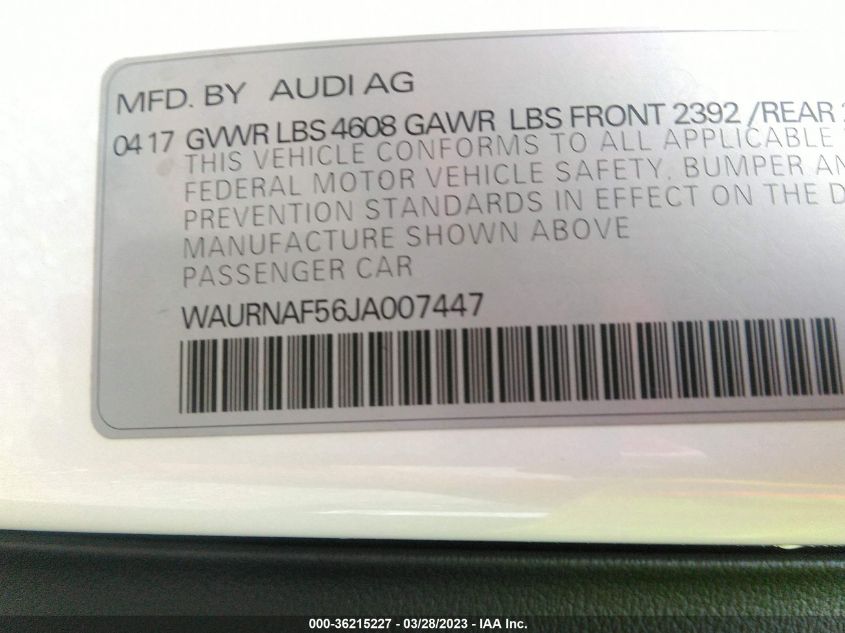 MFD. BY AUDI AG
04 17 GVWR LBS 4608 GAWR LBS FRONT 2392 /REAR
THIS VEHICLE CONFORMS TO ALL APPLICABLE
FEDERAL MOTOR VEHICLE SAFETY, BUMPER
PREVENTION STANDARDS IN EFFECT ON THE
MANUFACTURE SHOWN ABOVE
PASSENGER CAR
WAURNAF56JA007447
000-36215227 - 03/28/2023 - IAA Inc.